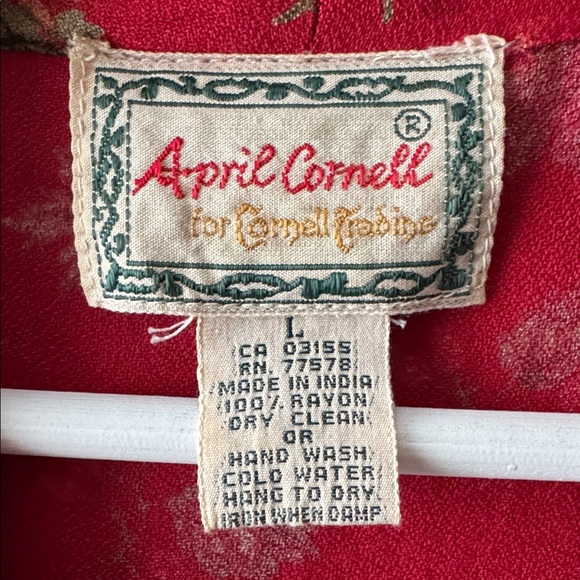 ®
April Cornell
for Cornell Trading
L
CA 03155
RN. 77578
MADE IN INDIA
100% RAYON
DRY CLEAN
OR
HAND WASH
COLD WATER
HANG TO DRY
IRON WHEN DAMP